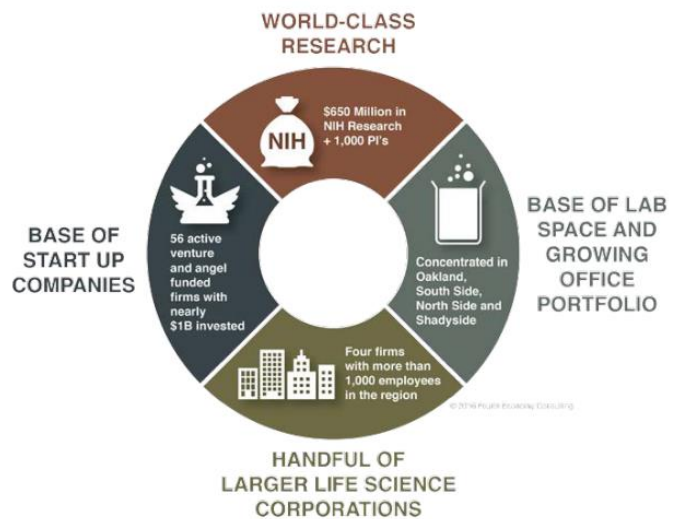 WORLD-CLASS
RESEARCH
NIH
$650 Million in
NIH Research
+ 1,000 PI's
BASE OF
START UP
COMPANIES
56 active
venture
and angel
funded
firms with
nearly
$1B invested
Concentrated in
Oakland,
South Side,
North Side and
Shadyside
BASE OF LAB
SPACE AND
GROWING
OFFICE
PORTFOLIO
Four firms
with more than
1,000 employees
in the region
© 2016 Economy Consulting
HANDFUL OF
LARGER LIFE SCIENCE
CORPORATIONS